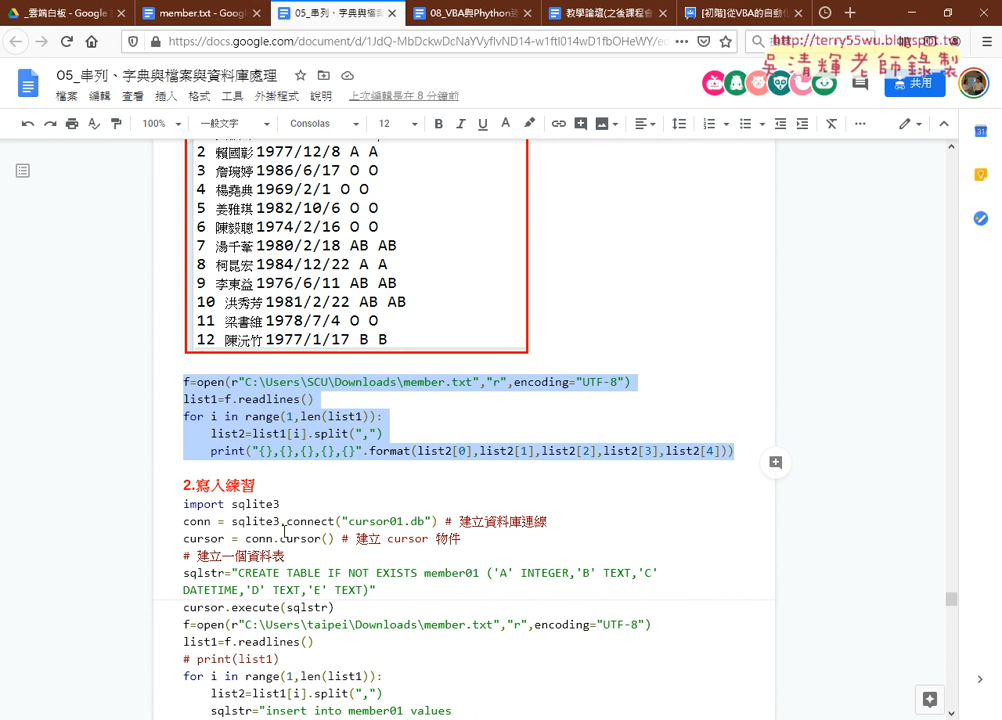 _雲端白板 - Google
member.txt - Goog
05_串列、字典與檔案
08_VBA與Phython
教學論壇(之後課程會
[初階]從VBA的自動
https://docs.google.com/document/d/1JdQ-MbDckwDcNaYVyflvND14-w1ftl014wD1fbOHeWY/e
http://terry55wu.blogspot.tw
吳清輝老師錄製
05_串列、字典與檔案與資料庫處理
檔案 編輯 查看 插入 格式 工具 外掛程式 說明 上次編輯是在 8 分鐘前
共用
100% 一般文字 Consolas 12 B I U A
2 賴國彰 1977/12/8 A A
3 詹琬婷 1986/6/17 O O
4 楊堯典 1969/2/1 O O
5 姜雅琪 1982/10/6 O O
6 陳毅聰 1974/2/16 O O
7 湯千蕙 1980/2/18 AB AB
8 柯昆宏 1984/12/22 A A
9 李東益 1976/6/11 AB AB
10 洪秀芳 1981/2/22 AB AB
11 梁書維 1978/7/4 O O
12 陳沅竹 1977/1/17 B B
f=open(r"C:\Users\SCU\Downloads\member.txt","r",encoding="UTF-8")
list1=f.readlines()
for i in range(1,len(list1)):
list2=list1[i].split(",")
print("{},{},{},{},{}".format(list2[0],list2[1],list2[2],list2[3],list2[4]))
2.寫入練習
import sqlite3
conn = sqlite3.connect("cursor01.db") # 建立資料庫連線
cursor = conn.cursor() # 建立 cursor 物件
# 建立一個資料表
sqlstr="CREATE TABLE IF NOT EXISTS member01 ('A' INTEGER,'B' TEXT,'C'
DATETIME,'D' TEXT,'E' TEXT)"
cursor.execute(sqlstr)
f=open(r"C:\Users\taipei\Downloads\member.txt","r",encoding="UTF-8")
list1=f.readlines()
# print(list1)
for i in range(1,len(list1)):
list2=list1[i].split(",")
sqlstr="insert into member01 values